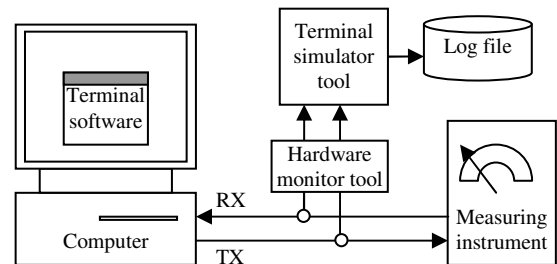 Terminal
simulator
tool
Log file
Terminal
software
Hardware
monitor tool
RX
TX
Computer
Measuring
instrument